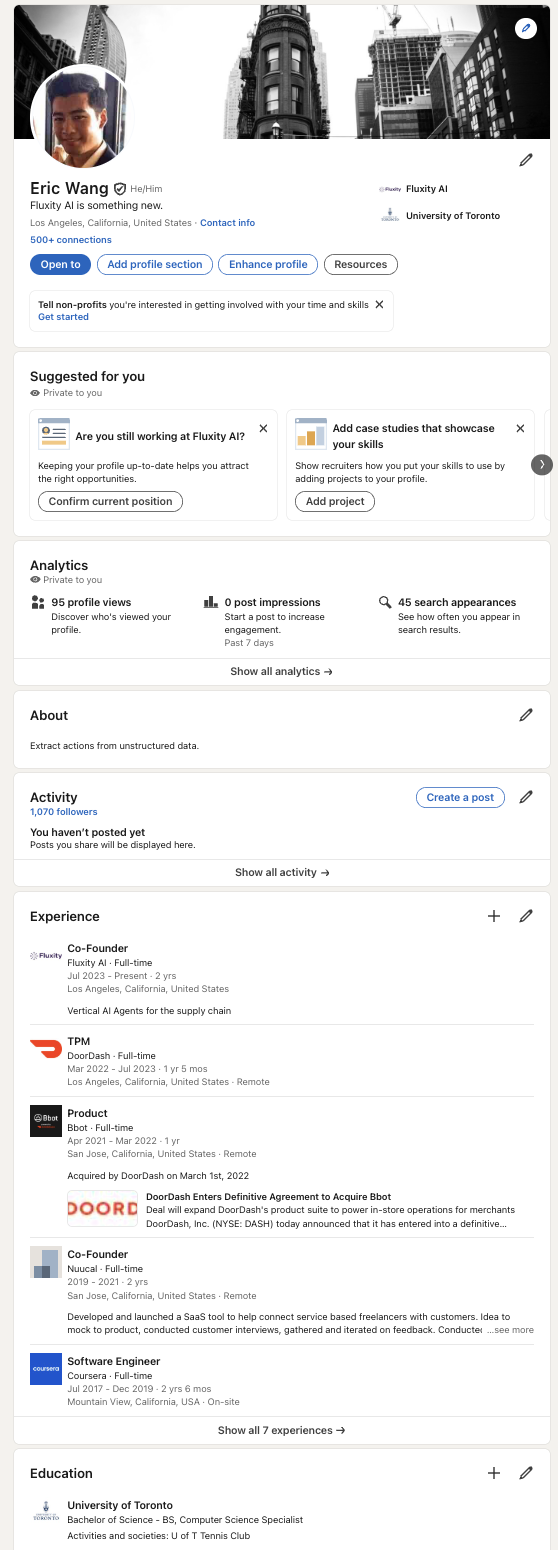 Eric Wang He/Him
Fluxity AI is something new.
Los Angeles, California, United States · Contact info
500+ connections
Fluxity Fluxity AI
University of Toronto
Open to
Add profile section
Enhance profile
Resources
Tell non-profits you're interested in getting involved with your time and skills
Get started
Suggested for you
Private to you
Are you still working at Fluxity AI?
Keeping your profile up-to-date helps you attract
the right opportunities.
Confirm current position
Add case studies that showcase
your skills
Show recruiters how you put your skills to use by
adding projects to your profile.
Add project
Analytics
Private to you
95 profile views
Discover who's viewed your
profile.
0 post impressions
Start a post to increase
engagement.
Past 7 days
45 search appearances
See how often you appear in
search results.
Show all analytics →
About
Extract actions from unstructured data.
Activity
1,070 followers
Create a post
You haven't posted yet
Posts you share will be displayed here.
Show all activity →
Experience
Fluxity
Co-Founder
Fluxity AI · Full-time
Jul 2023 - Present · 2 yrs
Los Angeles, California, United States
Vertical AI Agents for the supply chain
TPM
DoorDash · Full-time
Mar 2022 - Jul 2023 · 1 yr 5 mos
Los Angeles, California, United States · Remote
Bbot
Product
Bbot · Full-time
Apr 2021 - Mar 2022 · 1 yr
San Jose, California, United States · Remote
Acquired by DoorDash on March 1st, 2022
DOORD
DoorDash Enters Definitive Agreement to Acquire Bbot
Deal will expand DoorDash's product suite to power in-store operations for merchants
DoorDash, Inc. (NYSE: DASH) today announced that it has entered into a definitive...
Co-Founder
Nuucal · Full-time
2019 - 2021 · 2 yrs
San Jose, California, United States · Remote
Developed and launched a SaaS tool to help connect service based freelancers with customers. Idea to
mock to product, conducted customer interviews, gathered and iterated on feedback. Conducte ...see more
coursera
Software Engineer
Coursera · Full-time
Jul 2017 - Dec 2019 · 2 yrs 6 mos
Mountain View, California, USA · On-site
Show all 7 experiences →
Education
TORONTO
University of Toronto
Bachelor of Science - BS, Computer Science Specialist
Activities and societies: U of T Tennis Club